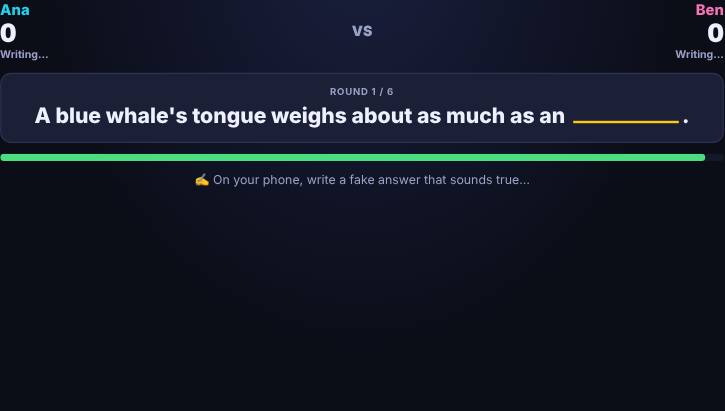 Ana
VS
Ben
0
0
Writing...
Writing...
ROUND 1 / 6
A blue whale's tongue weighs about as much as an ________.
✍️ On your phone, write a fake answer that sounds true...